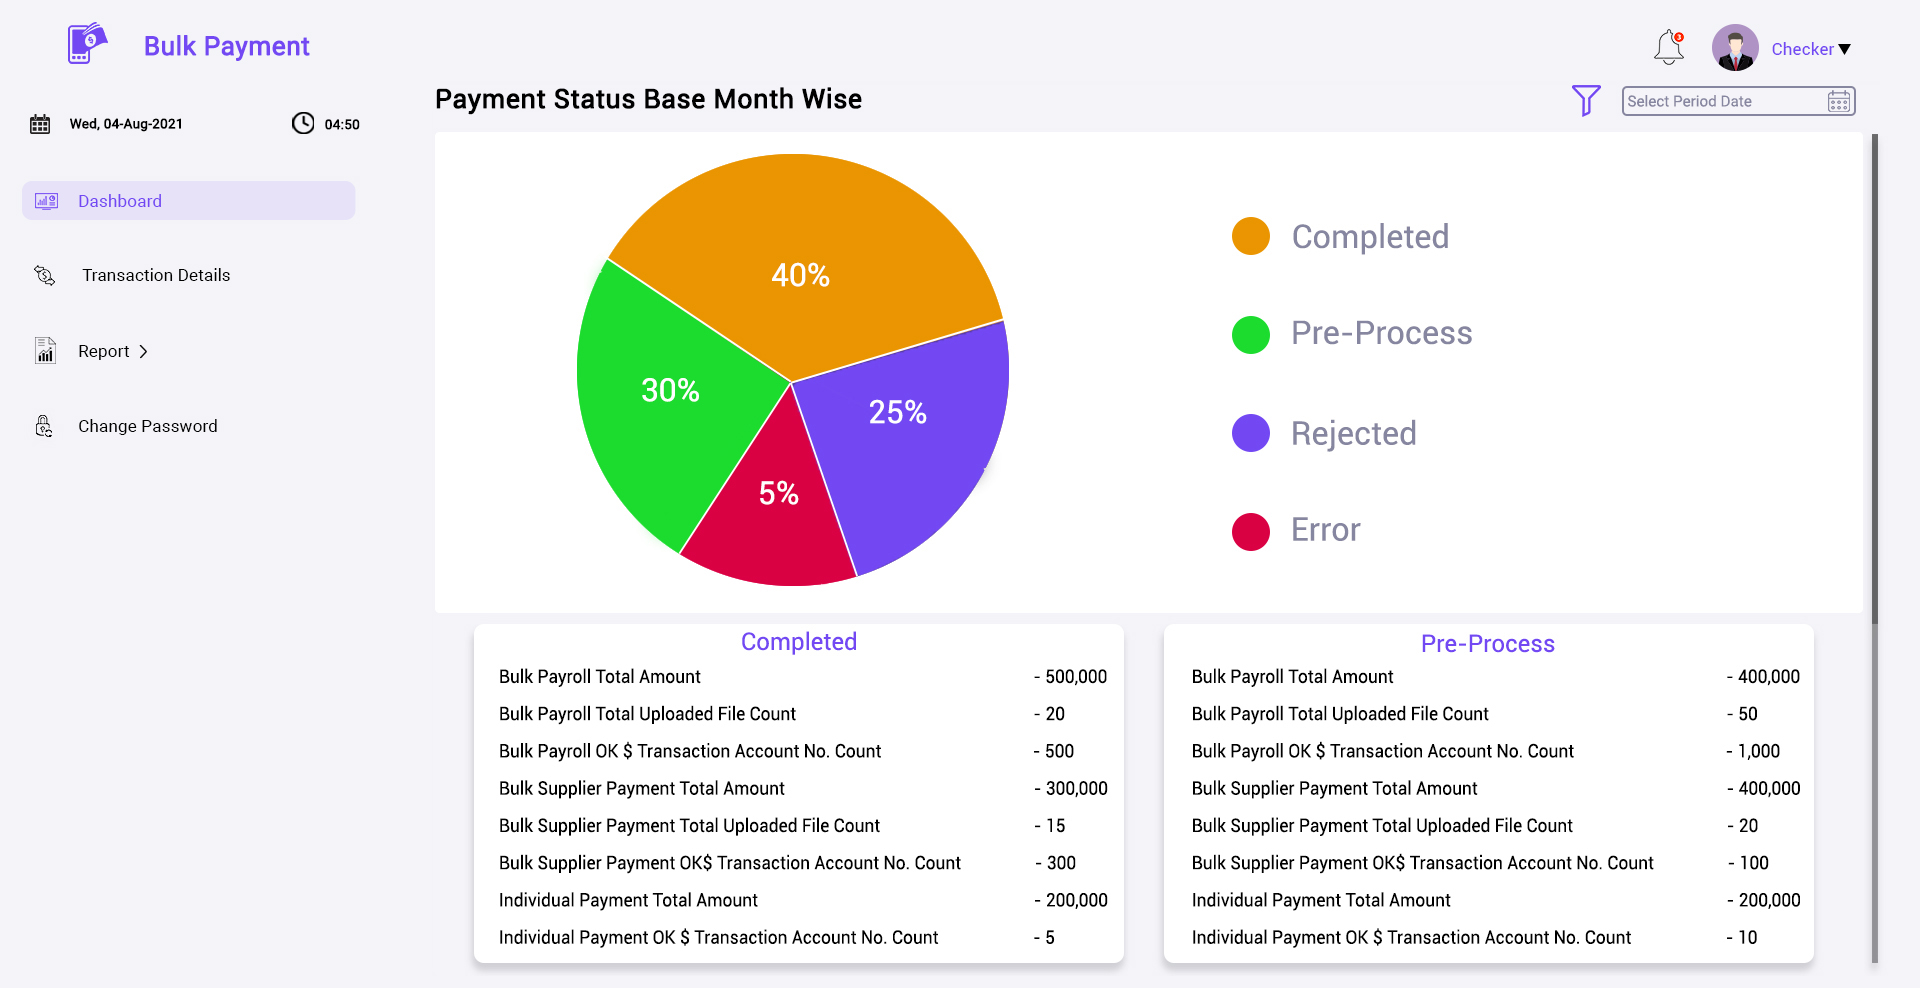 Bulk Payment
3
Checker
Wed, 04-Aug-2021
04:50
Dashboard
Transaction Details
Report
Change Password
Payment Status Base Month Wise
Select Period Date
40%
30%
25%
5%
Completed
Pre-Process
Rejected
Error
Completed
Bulk Payroll Total Amount - 500,000
Bulk Payroll Total Uploaded File Count - 20
Bulk Payroll OK $ Transaction Account No. Count - 500
Bulk Supplier Payment Total Amount - 300,000
Bulk Supplier Payment Total Uploaded File Count - 15
Bulk Supplier Payment OK$ Transaction Account No. Count - 300
Individual Payment Total Amount - 200,000
Individual Payment OK $ Transaction Account No. Count - 5
Pre-Process
Bulk Payroll Total Amount - 400,000
Bulk Payroll Total Uploaded File Count - 50
Bulk Payroll OK $ Transaction Account No. Count - 1,000
Bulk Supplier Payment Total Amount - 400,000
Bulk Supplier Payment Total Uploaded File Count - 20
Bulk Supplier Payment OK$ Transaction Account No. Count - 100
Individual Payment Total Amount - 200,000
Individual Payment OK $ Transaction Account No. Count - 10